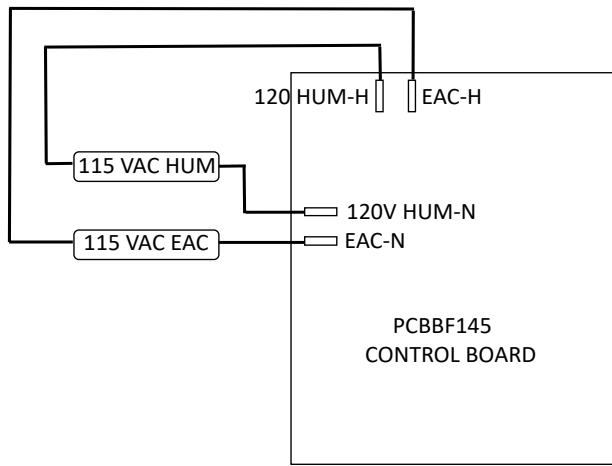 120 HUM-H
EAC-H
115 VAC HUM
120V HUM-N
115 VAC EAC
EAC-N
PCBBF145
CONTROL BOARD